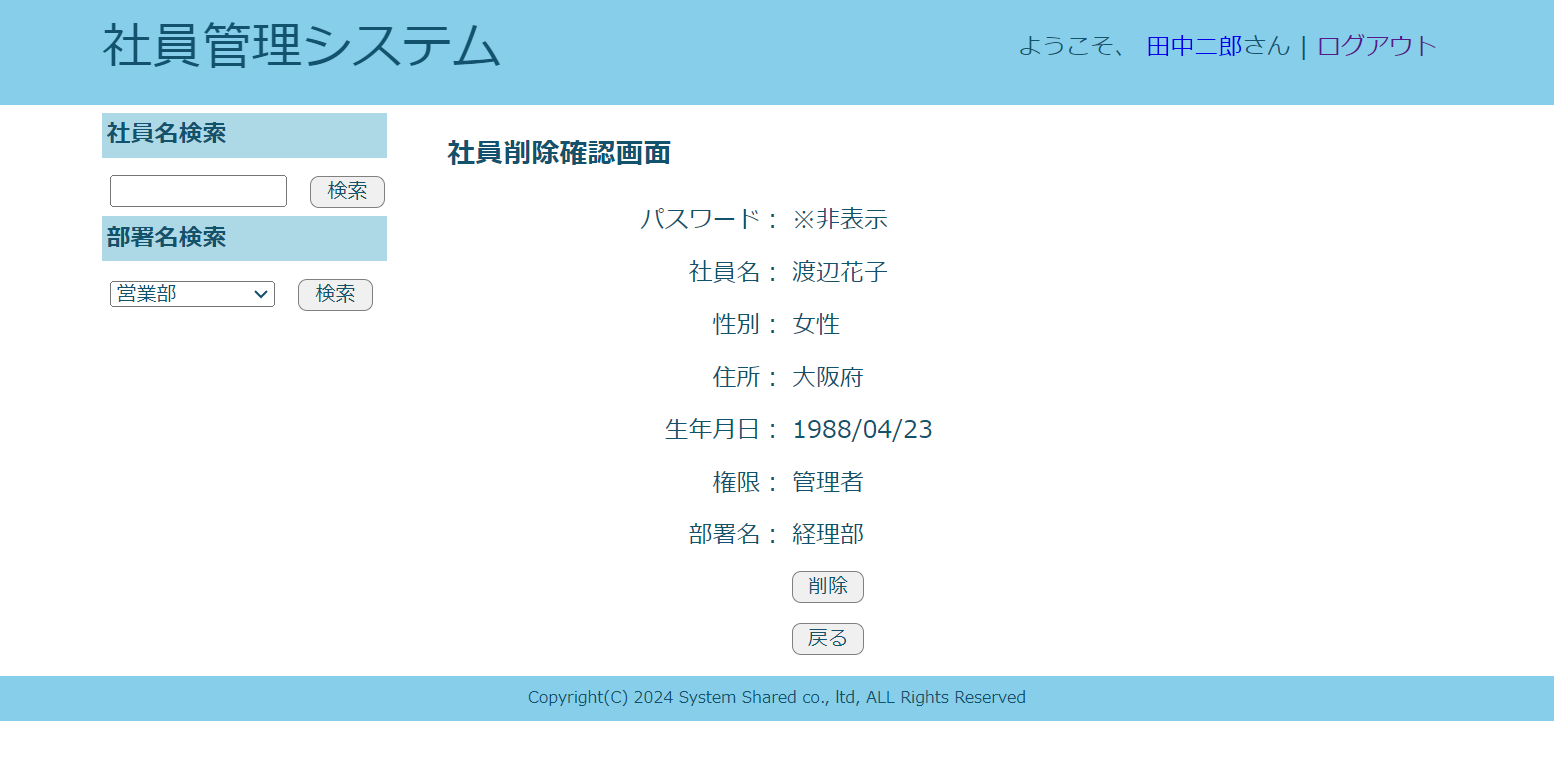 社員管理システム
ようこそ、 田中二郎さん | ログアウト
社員名検索
検索
部署名検索
営業部 検索
社員削除確認画面
パスワード： ※非表示
社員名： 渡辺花子
性別： 女性
住所： 大阪府
生年月日： 1988/04/23
権限： 管理者
部署名： 経理部
削除
戻る
Copyright(C) 2024 System Shared co., ltd, ALL Rights Reserved